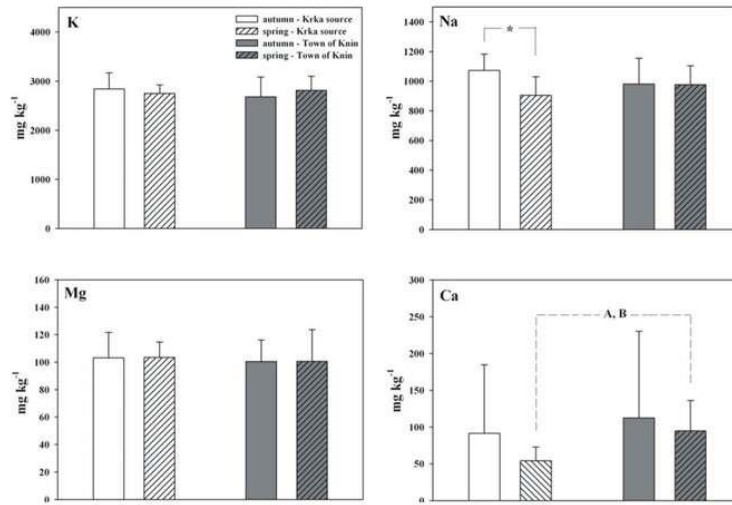 K
autumn - Krka source
spring - Krka source
autumn - Town of Knin
spring - Town of Knin
4000
3000
2000
1000
0
mg kg⁻¹
Na
*
1400
1200
1000
800
600
400
200
0
mg kg⁻¹
Mg
160
140
120
100
80
60
40
20
0
mg kg⁻¹
Ca
A, B
300
250
200
150
100
50
0
mg kg⁻¹